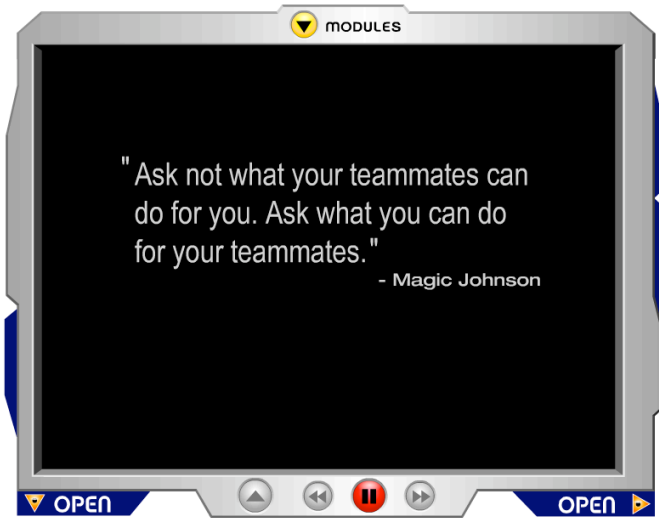 MODULES
"Ask not what your teammates can
do for you. Ask what you can do
for your teammates."
- Magic Johnson
OPEN
OPEN